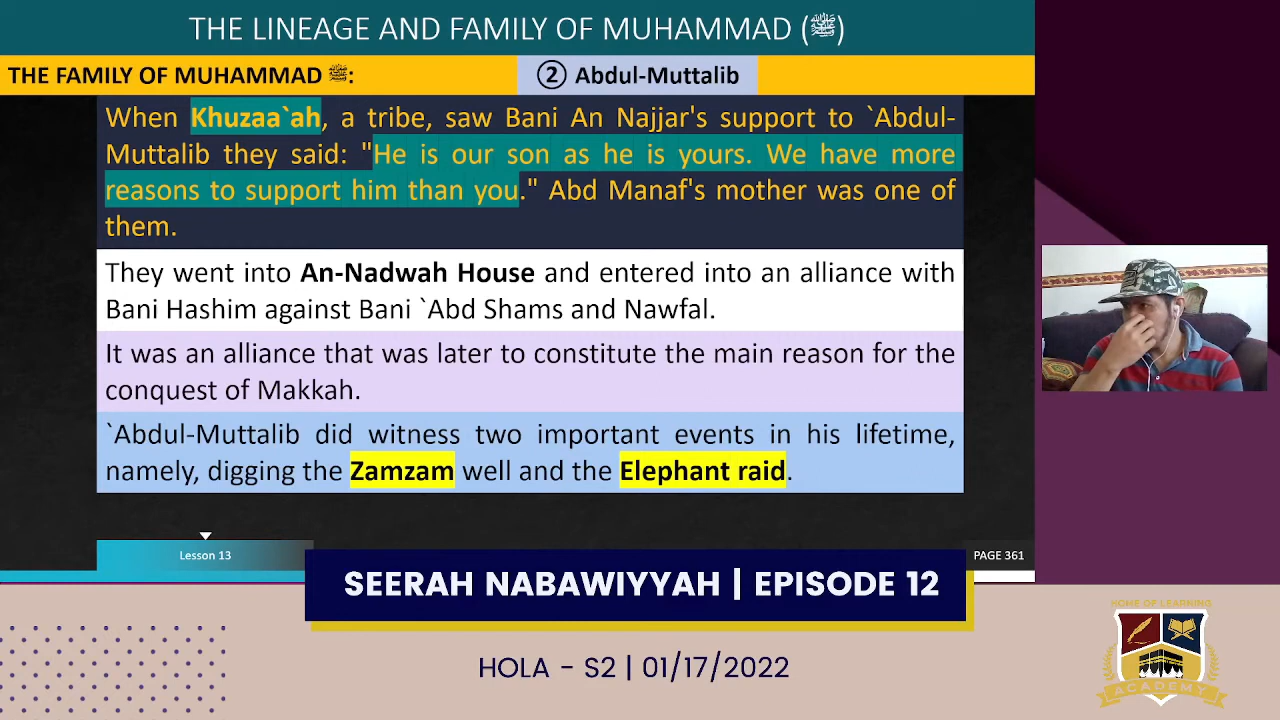 THE LINEAGE AND FAMILY OF MUHAMMAD (ﷺ)
THE FAMILY OF MUHAMMAD ﷺ:
② Abdul-Muttalib
When Khuzaa`ah, a tribe, saw Bani An Najjar's support to `Abdul-
Muttalib they said: "He is our son as he is yours. We have more
reasons to support him than you." Abd Manaf's mother was one of
them.
They went into An-Nadwah House and entered into an alliance with
Bani Hashim against Bani `Abd Shams and Nawfal.
It was an alliance that was later to constitute the main reason for the
conquest of Makkah.
`Abdul-Muttalib did witness two important events in his lifetime,
namely, digging the Zamzam well and the Elephant raid.
Lesson 13
PAGE 361
SEERAH NABAWIYYAH | EPISODE 12
HOLA - S2 | 01/17/2022
HOME OF LEARNING
ACADEMY